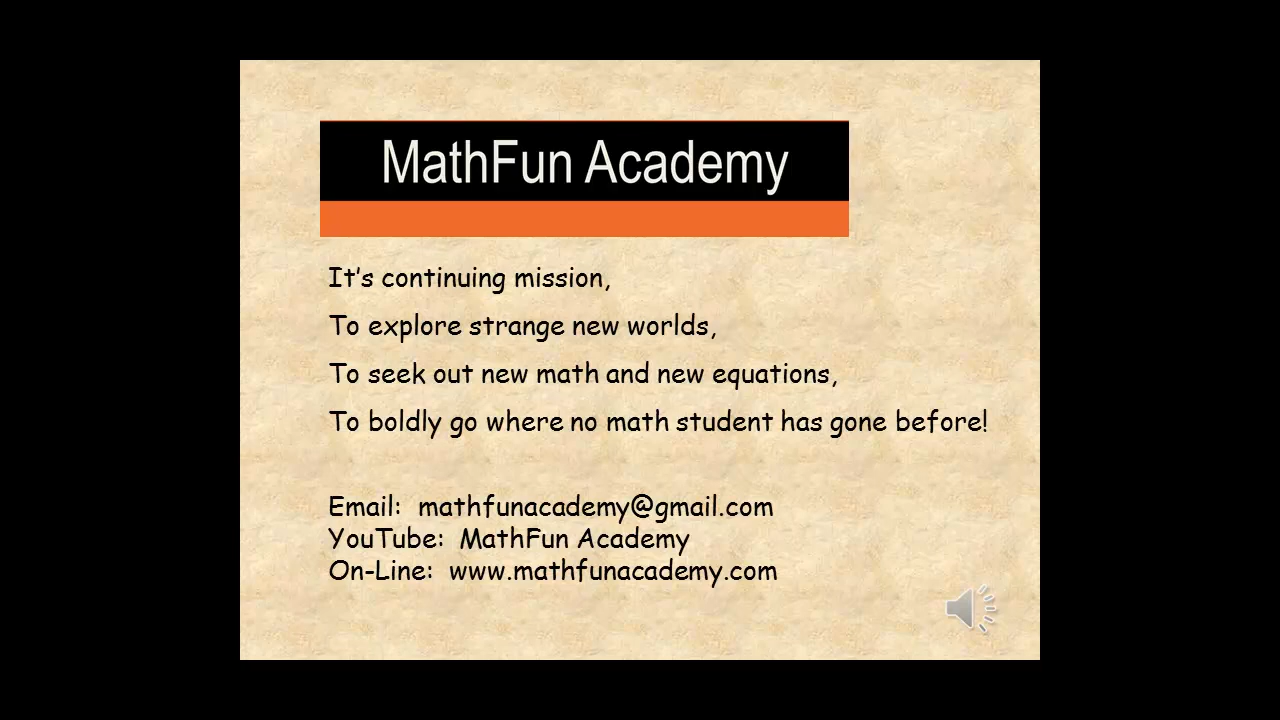 MathFun Academy
It's continuing mission,
To explore strange new worlds,
To seek out new math and new equations,
To boldly go where no math student has gone before!
Email:  mathfunacademy@gmail.com
YouTube:  MathFun Academy
On-Line:  www.mathfunacademy.com